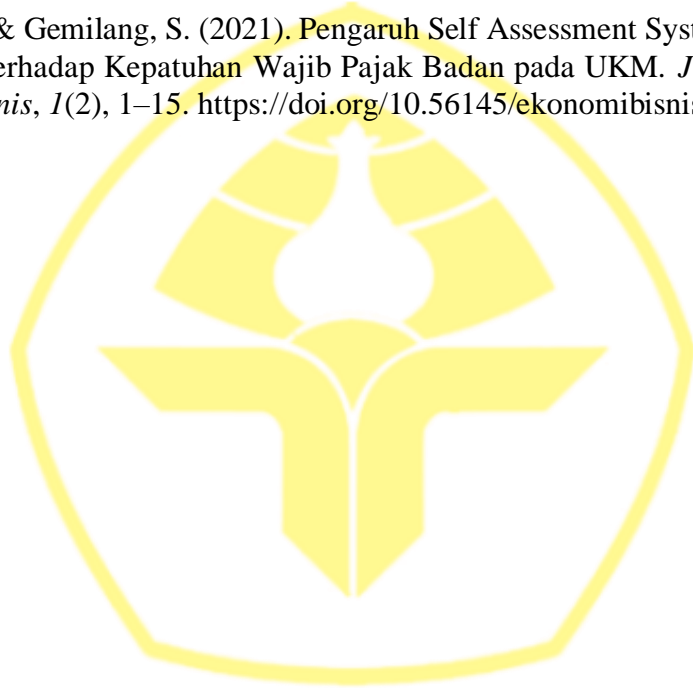 & Gemilang, S. (2021). Pengaruh Self Assessment Syst
erhadap Kepatuhan Wajib Pajak Badan pada UKM. J
nis, 1(2), 1–15. https://doi.org/10.56145/ekonomibisnis